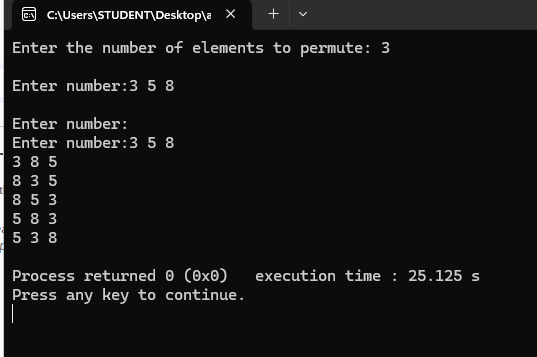 C:\Users\STUDENT\Desktop\a
Enter the number of elements to permute: 3
Enter number:3 5 8
Enter number:
Enter number:3 5 8
3 8 5
8 3 5
8 5 3
5 8 3
5 3 8
Process returned 0 (0x0)   execution time : 25.125 s
Press any key to continue.